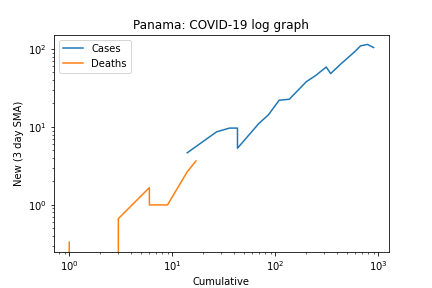 Panama: COVID-19 log graph
Cases
Deaths
New (3 day SMA)
10²
10¹
10⁰
10⁰ 10¹ 10² 10³
Cumulative